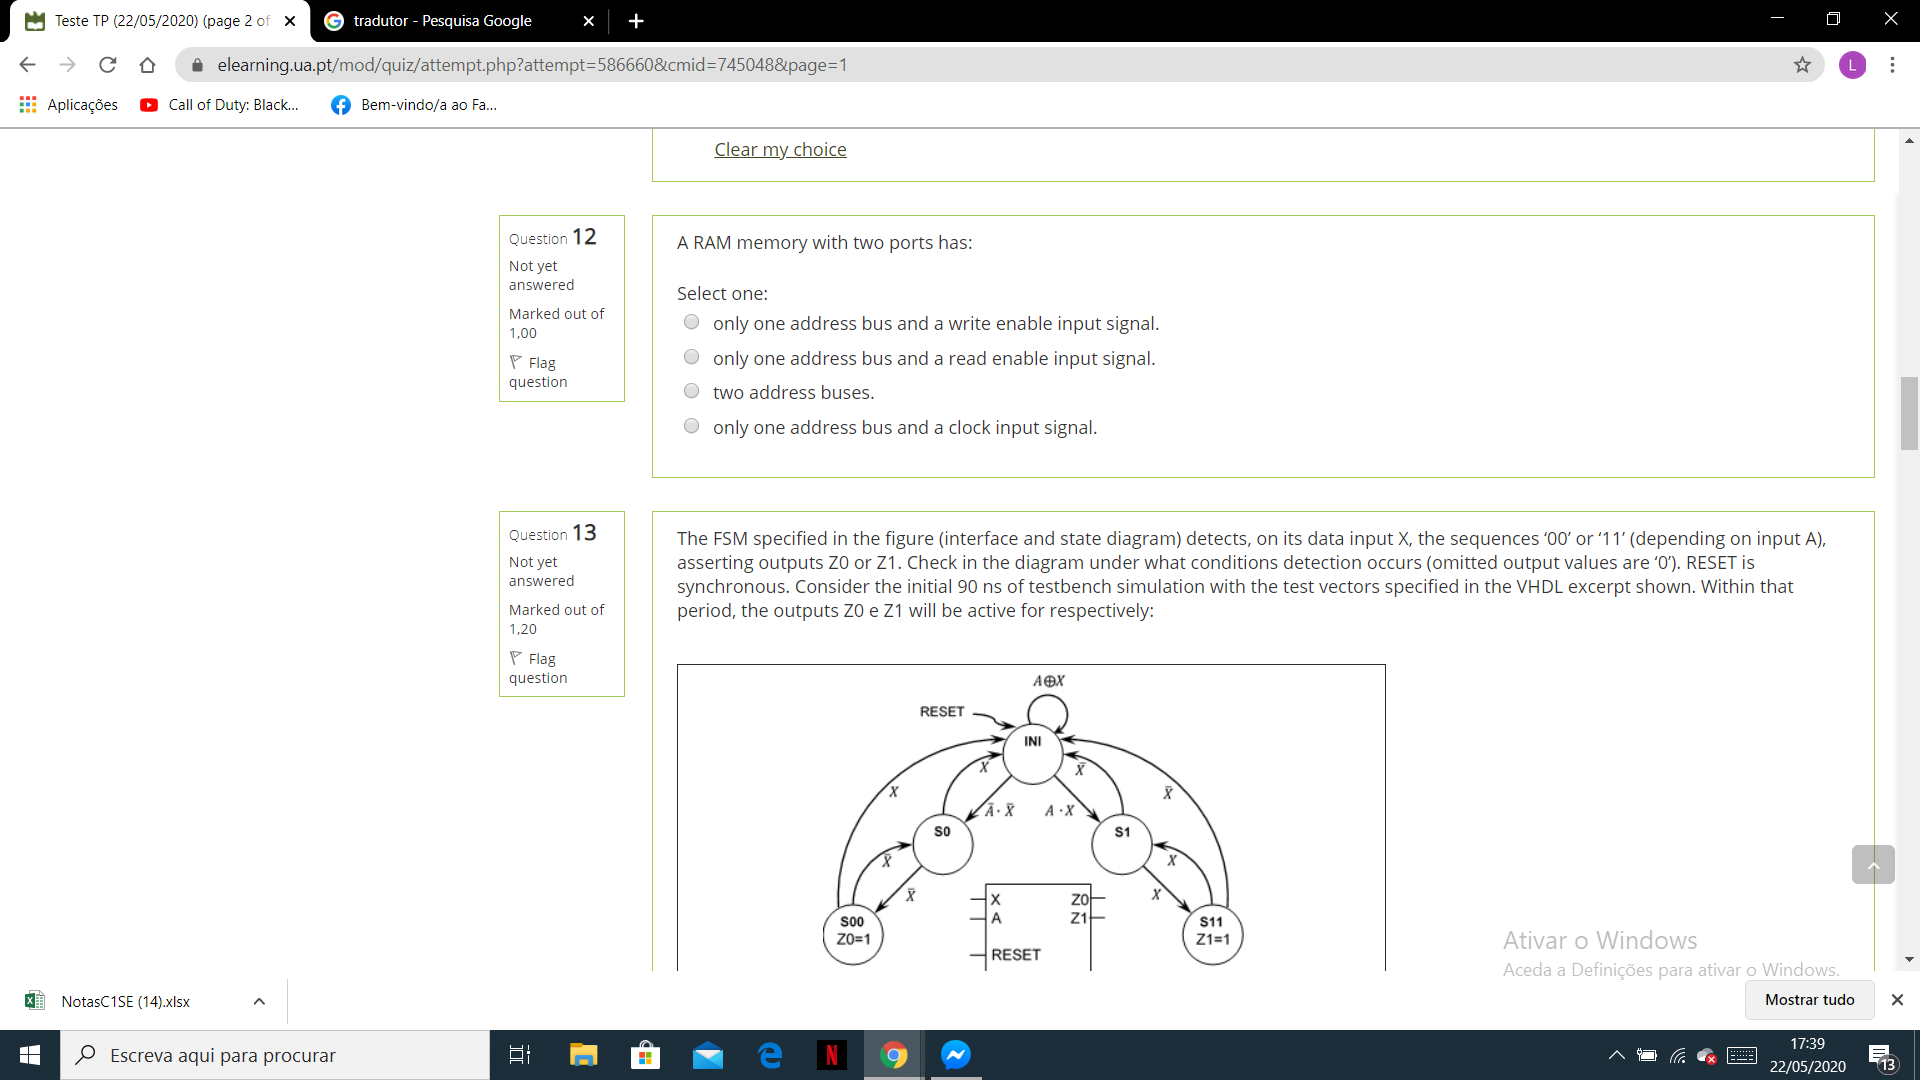 Teste TP (22/05/2020) (page 2 of
tradutor - Pesquisa Google
elearning.ua.pt/mod/quiz/attempt.php?attempt=586660&cmid=745048&page=1
L
Aplicações
Call of Duty: Black...
Bem-vindo/a ao Fa...
Clear my choice
Question 12
Not yet
answered
Marked out of
1,00
Flag
question
A RAM memory with two ports has:
Select one:
only one address bus and a write enable input signal.
only one address bus and a read enable input signal.
two address buses.
only one address bus and a clock input signal.
Question 13
Not yet
answered
Marked out of
1,20
Flag
question
The FSM specified in the figure (interface and state diagram) detects, on its data input X, the sequences ‘00’ or ‘11’ (depending on input A),
asserting outputs Z0 or Z1. Check in the diagram under what conditions detection occurs (omitted output values are ‘0’). RESET is
synchronous. Consider the initial 90 ns of testbench simulation with the test vectors specified in the VHDL excerpt shown. Within that
period, the outputs Z0 e Z1 will be active for respectively:
A⊕X
RESET
INI
X
X̅
X
X̅
A̅ · X̅
A · X
S0
S1
X̅
X
X̅
X
X
Z0
A
Z1
RESET
S00
Z0=1
S11
Z1=1
Ativar o Windows
Aceda a Definições para ativar o Windows.
NotasC1SE (14).xlsx
Mostrar tudo
Escreva aqui para procurar
N
17:39
22/05/2020
13